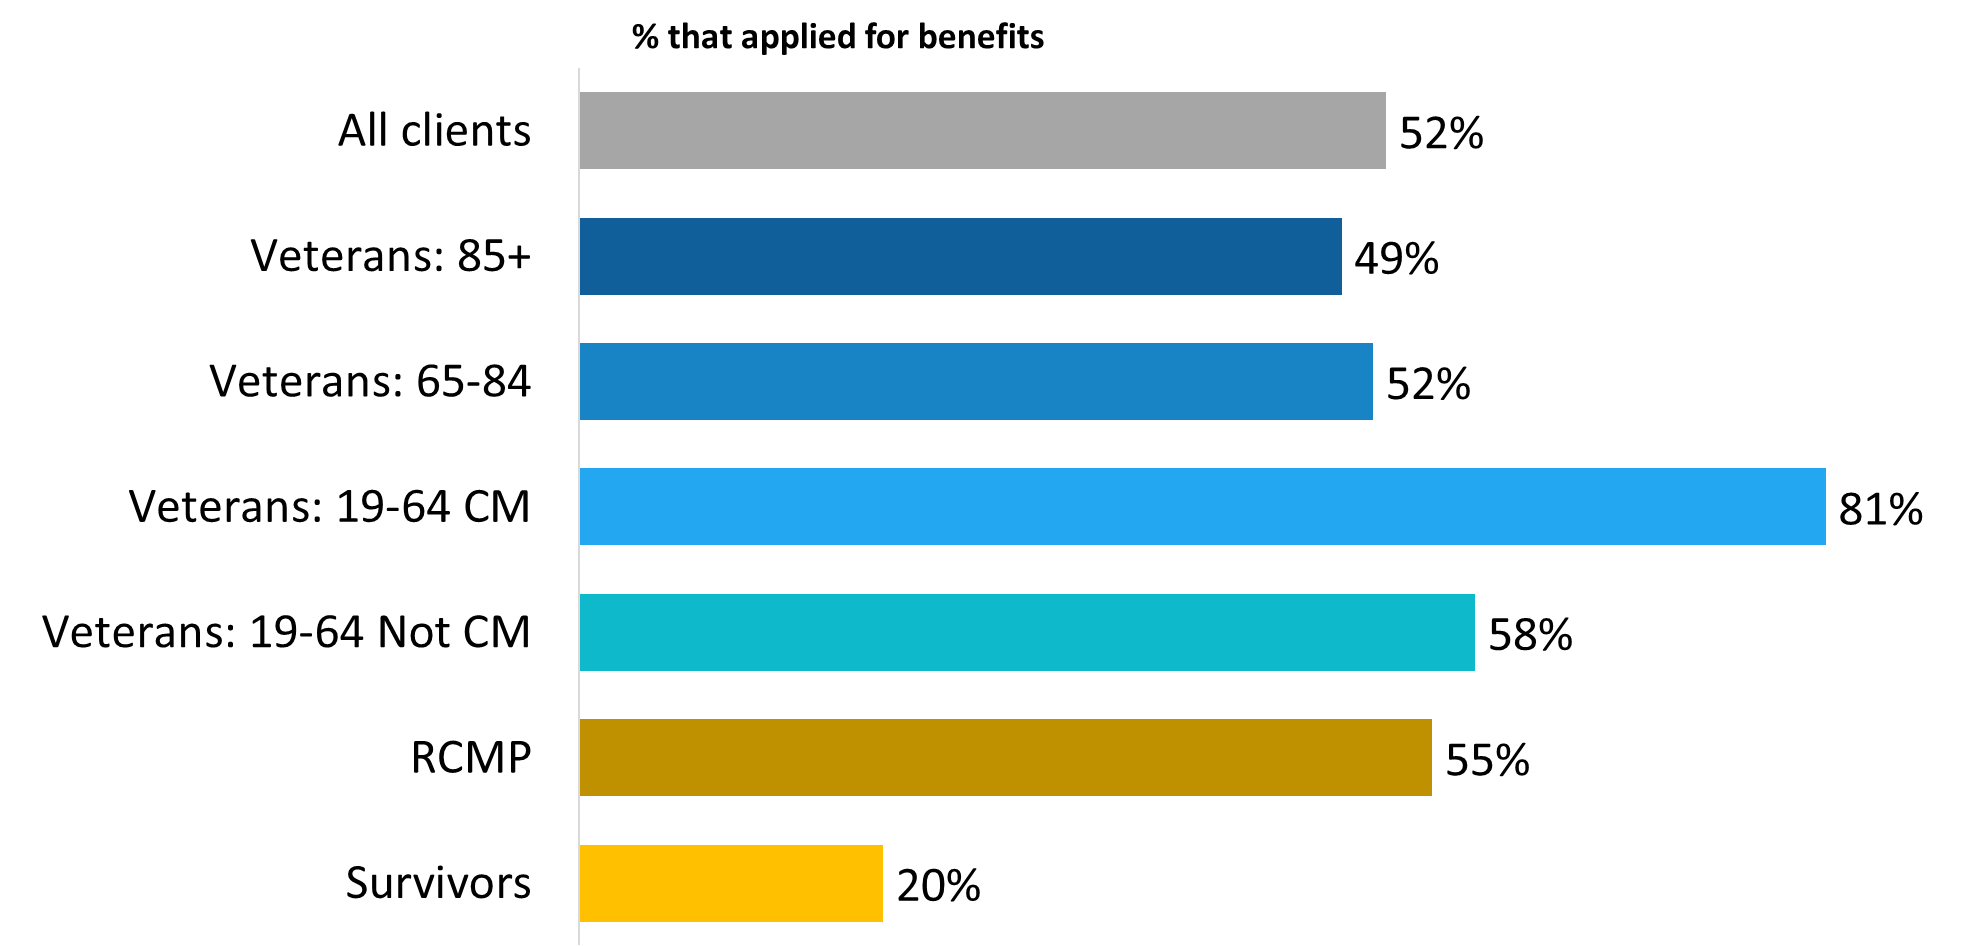 % that applied for benefits
All clients 52%
Veterans: 85+ 49%
Veterans: 65-84 52%
Veterans: 19-64 CM 81%
Veterans: 19-64 Not CM 58%
RCMP 55%
Survivors 20%